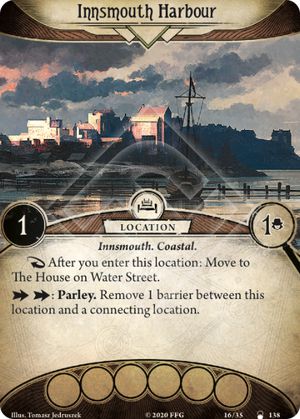 Innsmouth Harbour
1
1
LOCATION
Innsmouth. Coastal.
After you enter this location: Move to
The House on Water Street.
: Parley. Remove 1 barrier between this
location and a connecting location.
Illus. Tomasz Jedruszek
© 2020 FFG
16/35
138